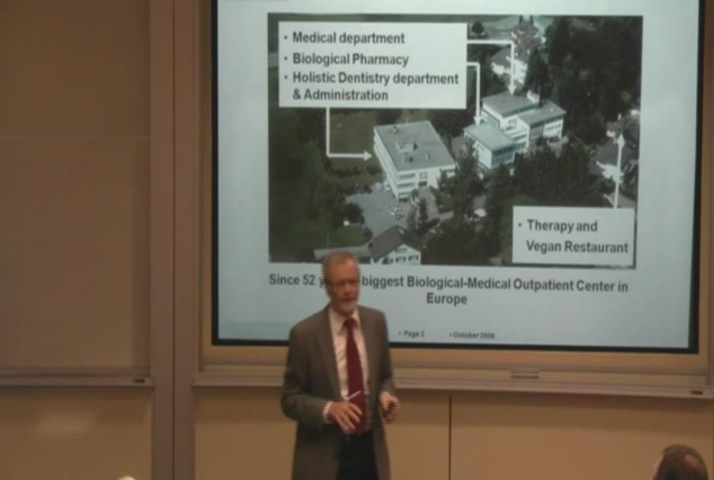 • Medical department
• Biological Pharmacy
• Holistic Dentistry department
& Administration
• Therapy and
Vegan Restaurant
Since 52 biggest Biological-Medical Outpatient Center in
Europe
• Page 2 • October 2009